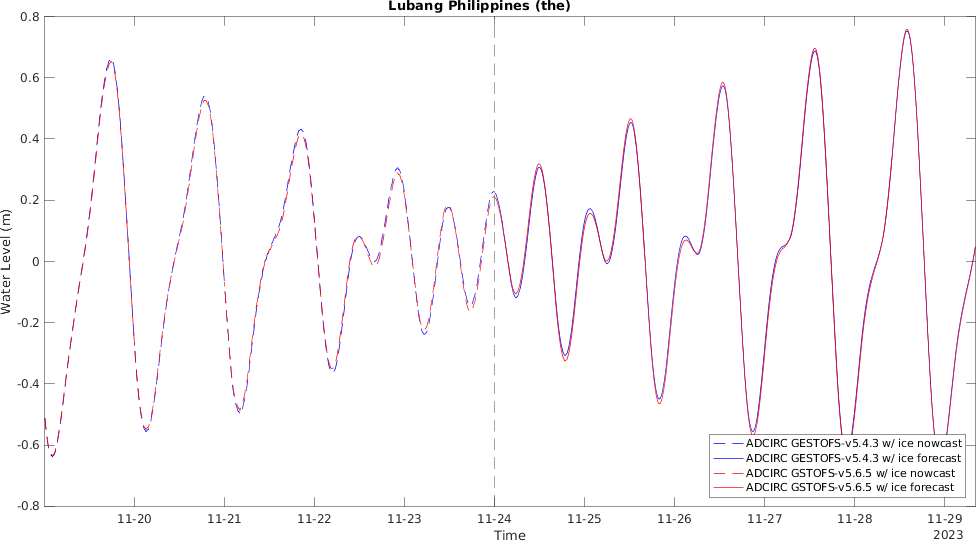 Lubang Philippines (the)
Water Level (m)
0.8
0.6
0.4
0.2
0
-0.2
-0.4
-0.6
-0.8
ADCIRC GESTOFS-v5.4.3 w/ ice nowcast
ADCIRC GESTOFS-v5.4.3 w/ ice forecast
ADCIRC GSTOFS-v5.6.5 w/ ice nowcast
ADCIRC GSTOFS-v5.6.5 w/ ice forecast
11-20 11-21 11-22 11-23 11-24 11-25 11-26 11-27 11-28 11-29
Time
2023